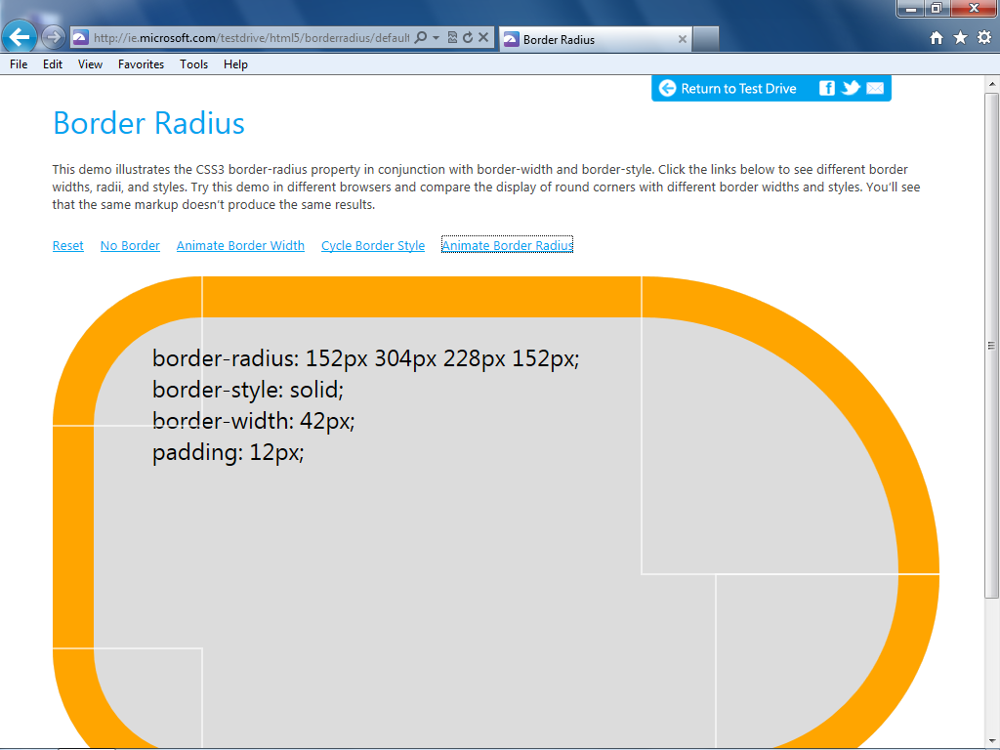 http://ie.microsoft.com/testdrive/html5/borderradius/default
Border Radius
File Edit View Favorites Tools Help
Return to Test Drive
Border Radius
This demo illustrates the CSS3 border-radius property in conjunction with border-width and border-style. Click the links below to see different border
widths, radii, and styles. Try this demo in different browsers and compare the display of round corners with different border widths and styles. You'll see
that the same markup doesn't produce the same results.
Reset No Border Animate Border Width Cycle Border Style Animate Border Radius
border-radius: 152px 304px 228px 152px;
border-style: solid;
border-width: 42px;
padding: 12px;